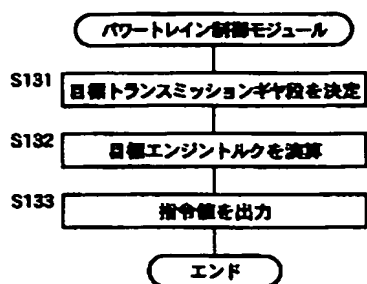 パワートレイン制御モジュール
S131
目標トランスミッションギヤ段を決定
S132
目標エンジントルクを演算
S133
指令値を出力
エンド